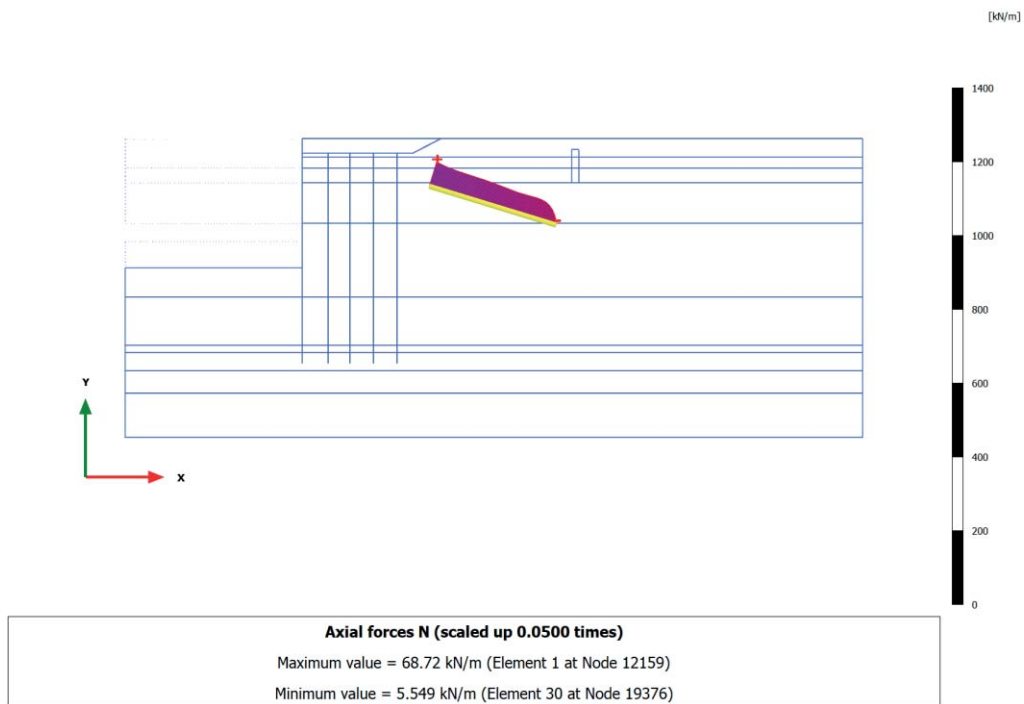 [kN/m]
1400
1200
1000
800
600
400
200
0
Y
X
Axial forces N (scaled up 0.0500 times)
Maximum value = 68.72 kN/m (Element 1 at Node 12159)
Minimum value = 5.549 kN/m (Element 30 at Node 19376)